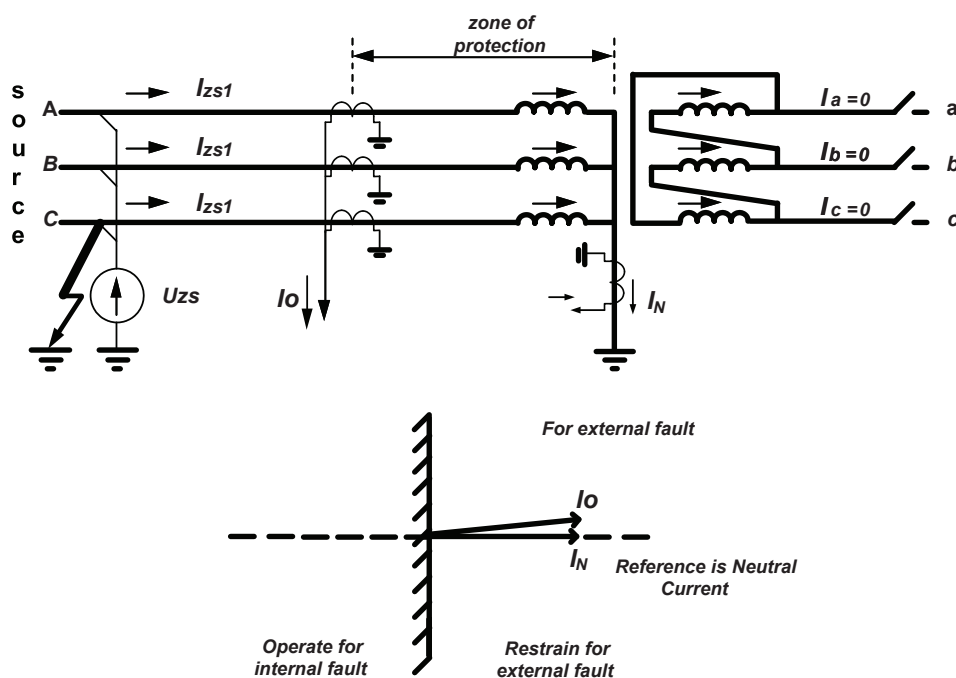 zone of
protection
source
A
Izs1
Ia = 0
a
B
Izs1
Ib = 0
b
C
Izs1
Ic = 0
c
Uzs
Io
IN
For external fault
Io
IN
Reference is Neutral
Current
Operate for
internal fault
Restrain for
external fault